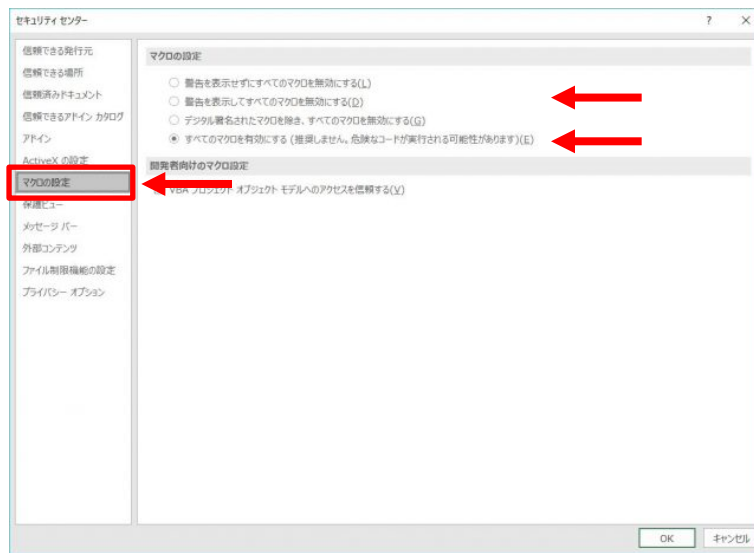 セキュリティ センター
? ×
信頼できる発行元
信頼できる場所
信頼済みドキュメント
信頼できるアドイン カタログ
アドイン
ActiveX の設定
マクロの設定
保護ビュー
メッセージ バー
外部コンテンツ
ファイル制限機能の設定
プライバシー オプション
マクロの設定
警告を表示せずにすべてのマクロを無効にする(L)
警告を表示してすべてのマクロを無効にする(D)
デジタル署名されたマクロを除き、すべてのマクロを無効にする(G)
すべてのマクロを有効にする (推奨しません。危険なコードが実行される可能性があります)(E)
開発者向けのマクロ設定
VBA プロジェクト オブジェクト モデルへのアクセスを信頼する(V)
OK
キャンセル